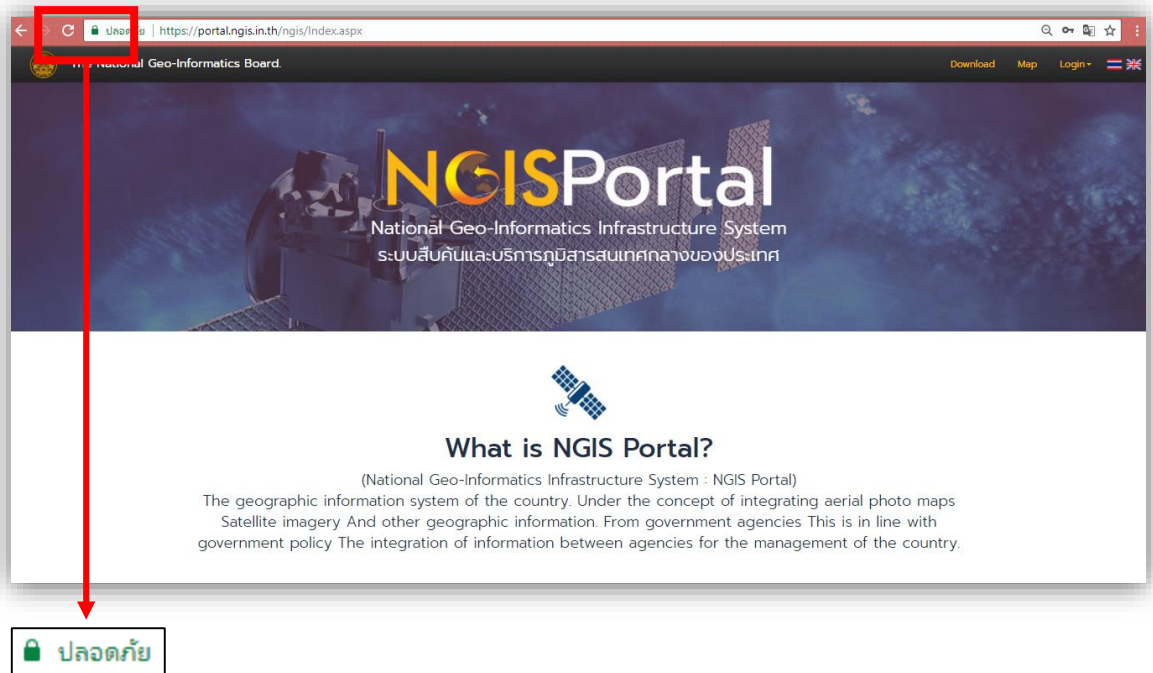 ปลอดภัย | https://portal.ngis.in.th/ngis/Index.aspx
The National Geo-Informatics Board.
Download Map Login
NGISPortal
National Geo-Informatics Infrastructure System
ระบบสืบค้นและบริการภูมิสารสนเทศกลางของประเทศ
What is NGIS Portal?
(National Geo-Informatics Infrastructure System : NGIS Portal)
The geographic information system of the country. Under the concept of integrating aerial photo maps
Satellite imagery And other geographic information. From government agencies This is in line with
government policy The integration of information between agencies for the management of the country.
ปลอดภัย